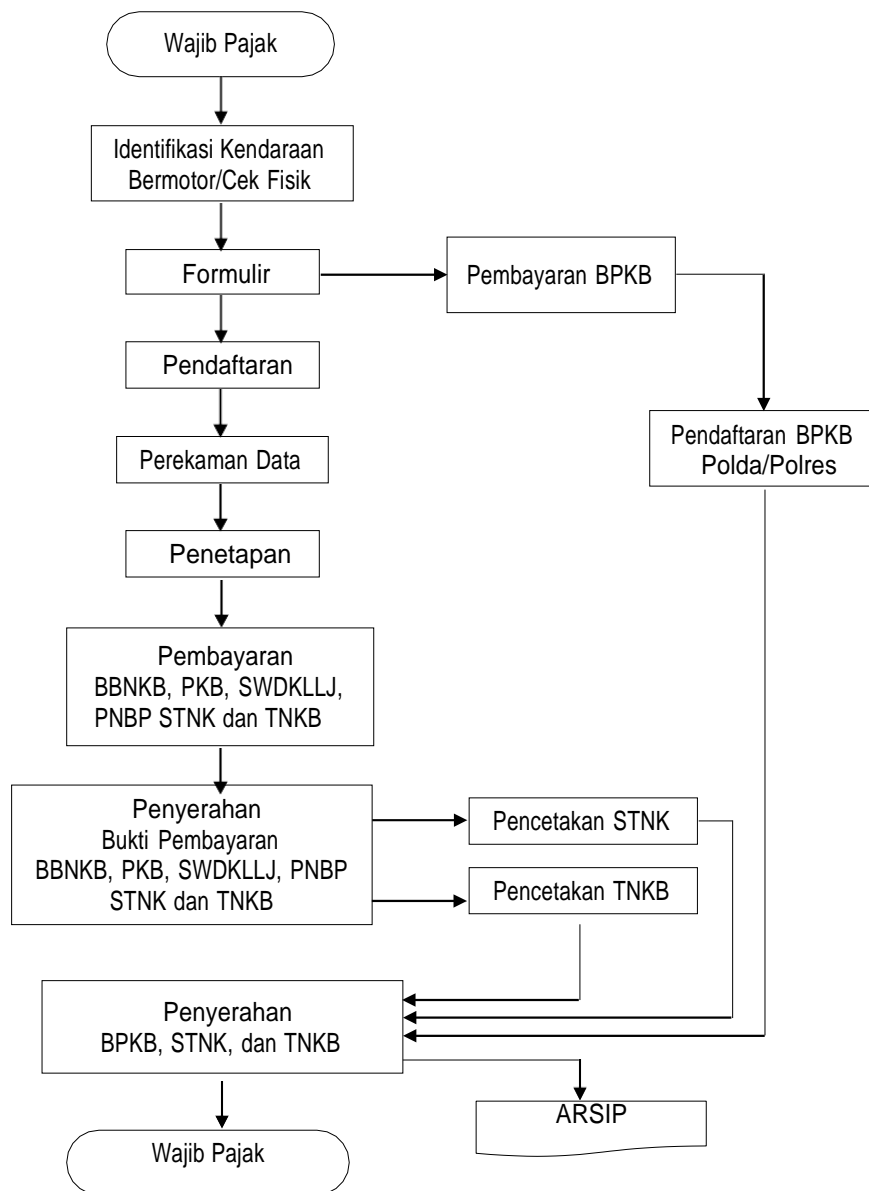 Wajib Pajak
Identifikasi Kendaraan
Bermotor/Cek Fisik
Formulir
Pembayaran BPKB
Pendaftaran
Pendaftaran BPKB
Polda/Polres
Perekaman Data
Penetapan
Pembayaran
BBNKB, PKB, SWDKLLJ,
PNBP STNK dan TNKB
Penyerahan
Bukti Pembayaran
BBNKB, PKB, SWDKLLJ, PNBP
STNK dan TNKB
Pencetakan STNK
Pencetakan TNKB
Penyerahan
BPKB, STNK, dan TNKB
ARSIP
Wajib Pajak